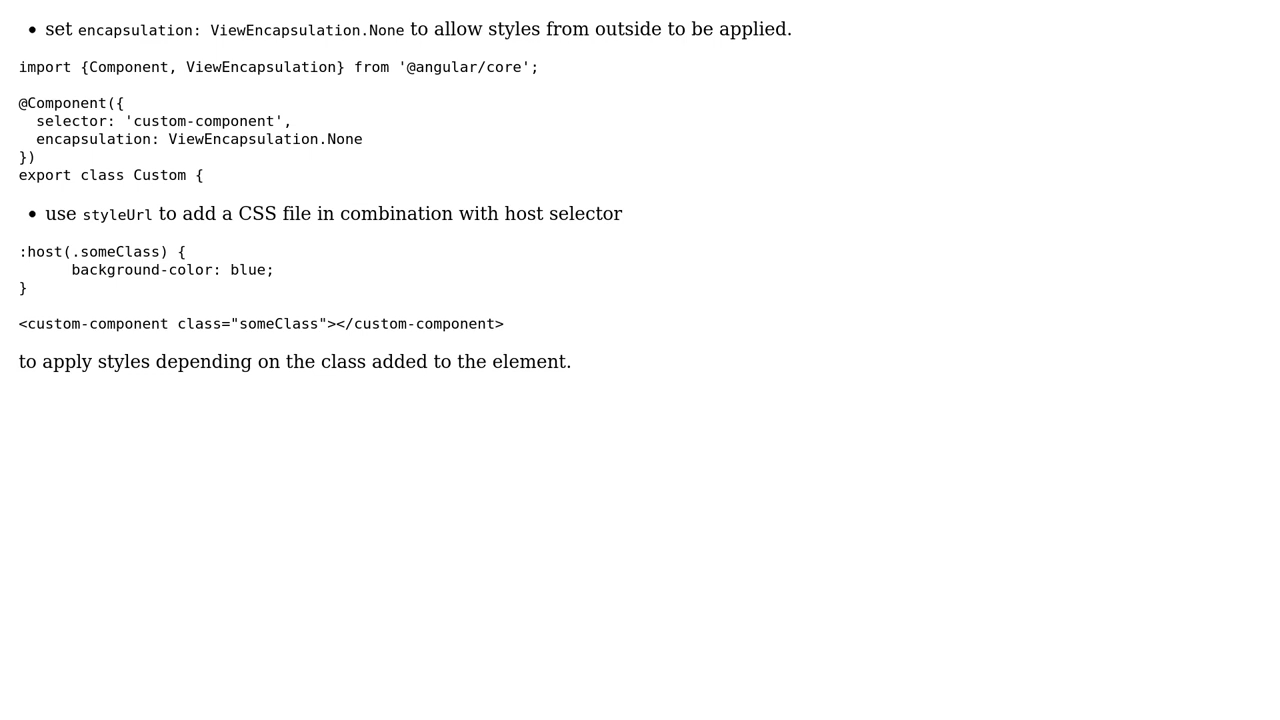 • set encapsulation: ViewEncapsulation.None to allow styles from outside to be applied.
import {Component, ViewEncapsulation} from '@angular/core';
@Component({
  selector: 'custom-component',
  encapsulation: ViewEncapsulation.None
})
export class Custom {
• use styleUrl to add a CSS file in combination with host selector
:host(.someClass) {
      background-color: blue;
}
<custom-component class="someClass"></custom-component>
to apply styles depending on the class added to the element.